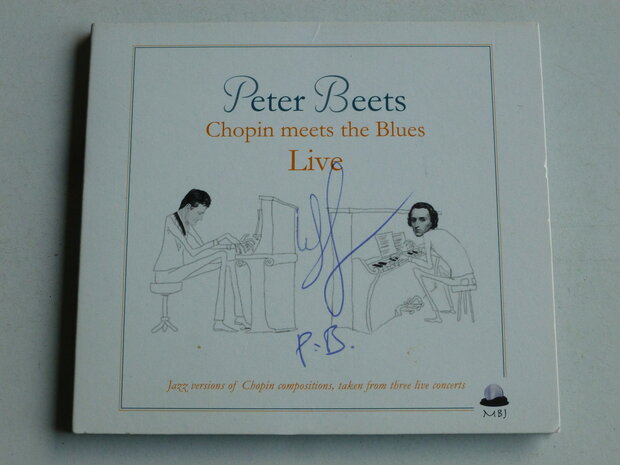 Peter Beets
Chopin meets the Blues
Live
P.B.
Jazz versions of Chopin compositions, taken from three live concerts
MBJ